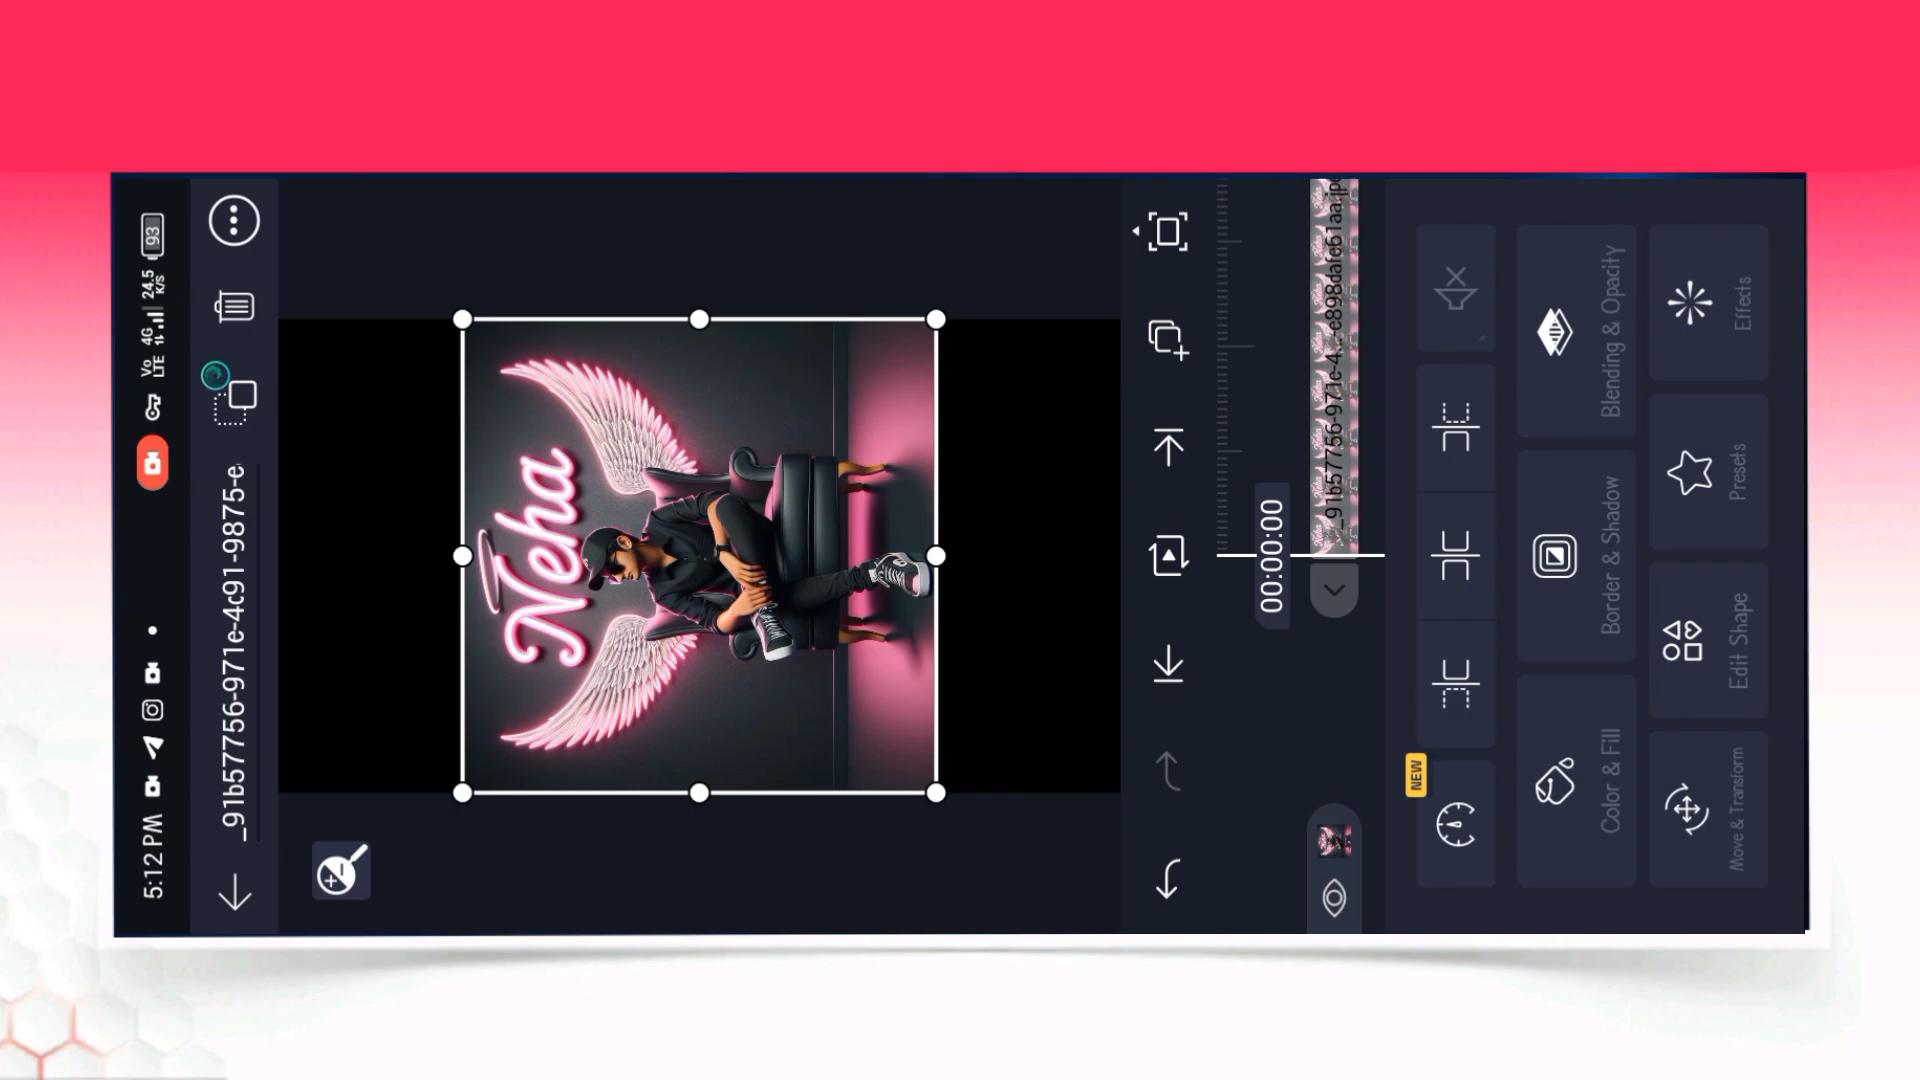 5:12 PM
Vo
LTE
4G
24.5
K/S
93
_91b57756-971e-4c91-9875-e
Neha
00:00:00
_91b57756-971e-4...e898dafe61aa.jp
NEW
Color & Fill
Border & Shadow
Blending & Opacity
Move & Transform
Edit Shape
Presets
Effects